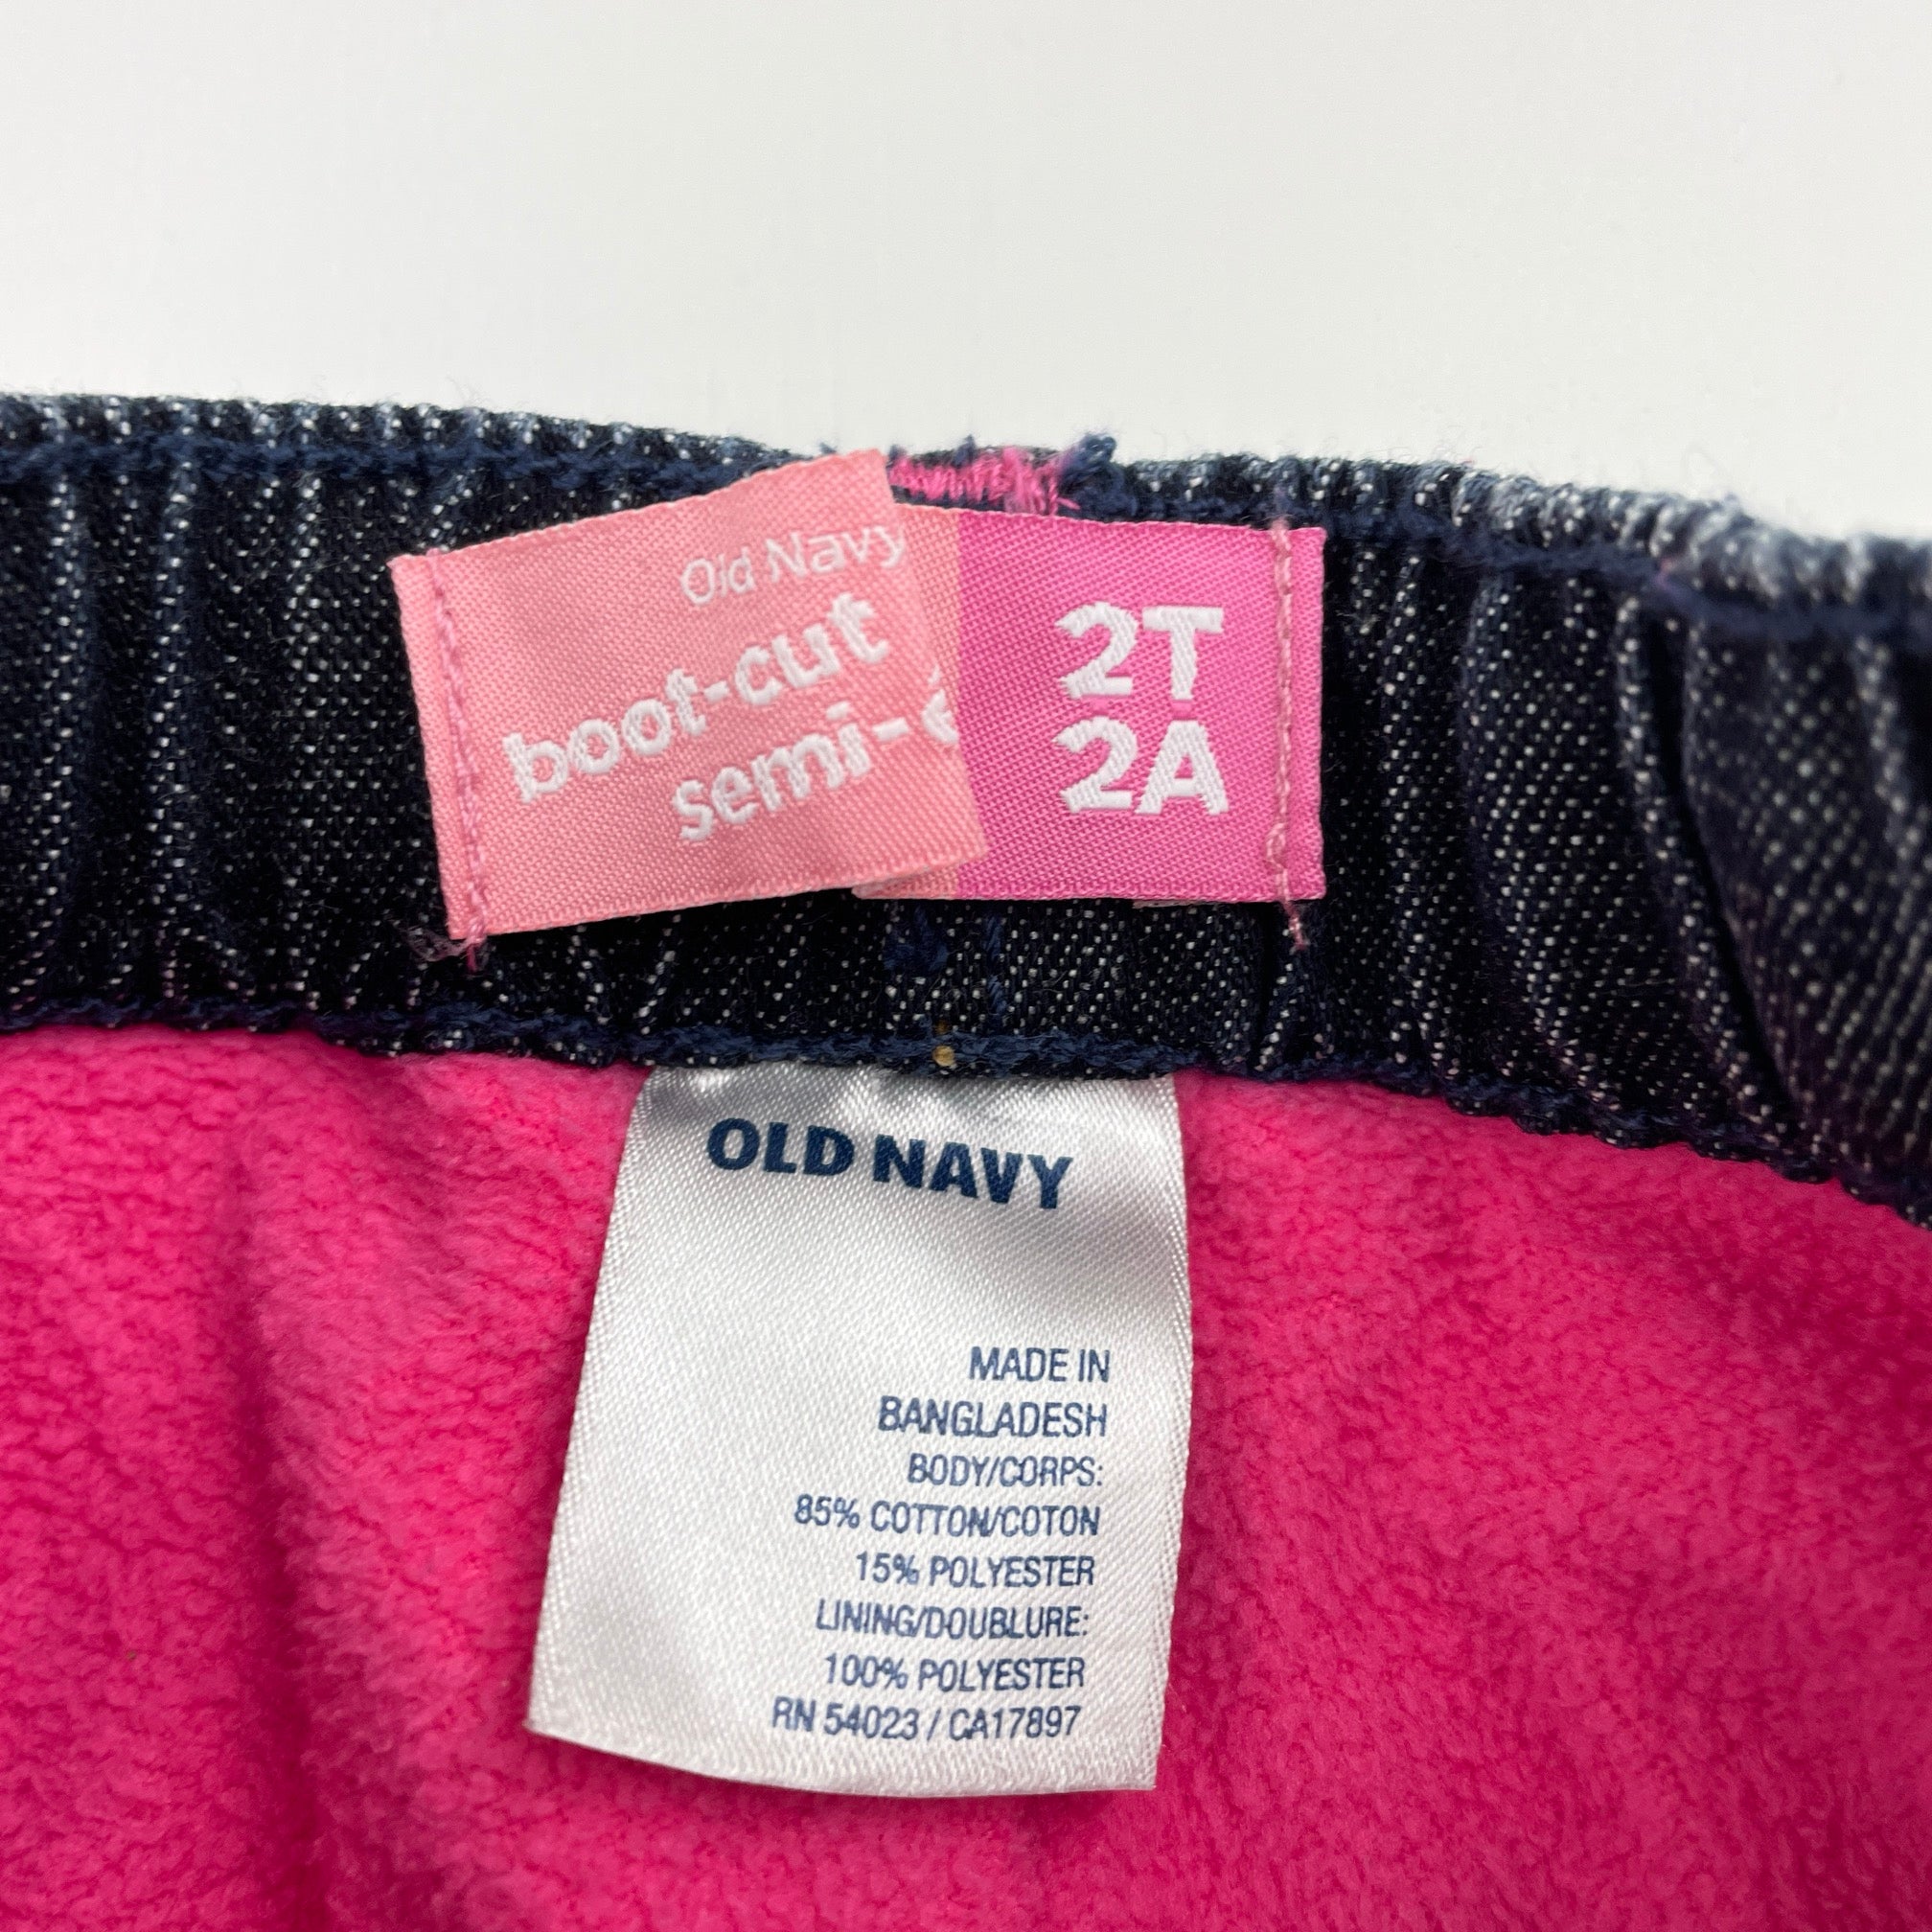 Old Navy
boot-cut
semi-é
2T
2A
OLD NAVY
MADE IN
BANGLADESH
BODY/CORPS:
85% COTTON/COTON
15% POLYESTER
LINING/DOUBLURE:
100% POLYESTER
RN 54023 / CA17897